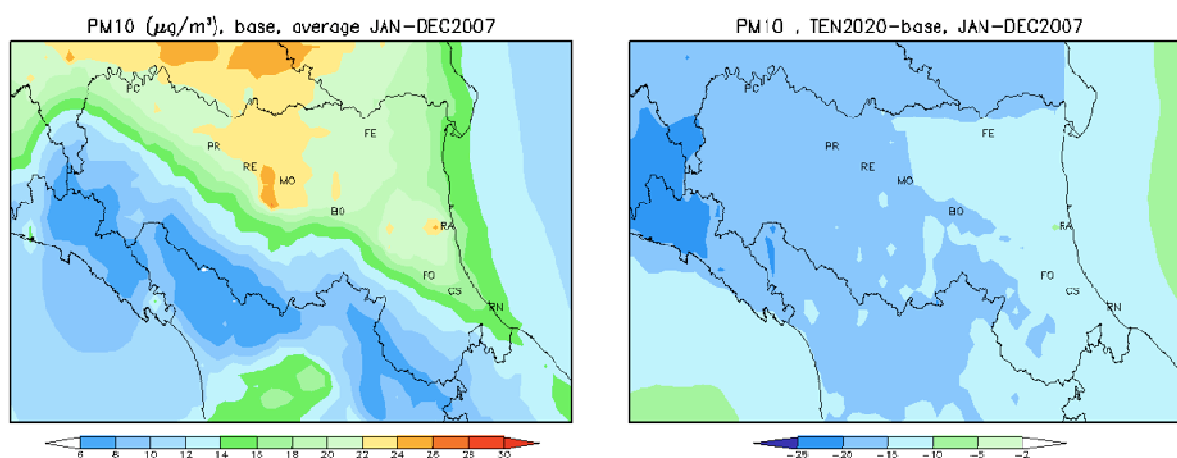 PM10 (μg/m³), base, average JAN-DEC2007
PC
FE
PR
RE
MO
BO
RA
FO
CS
RN
6 8 10 12 14 16 18 20 22 24 26 28 30
PM10 , TEN2020-base, JAN-DEC2007
PC
FE
PR
RE
MO
BO
RA
FO
CS
RN
-25 -20 -15 -10 -5 -2